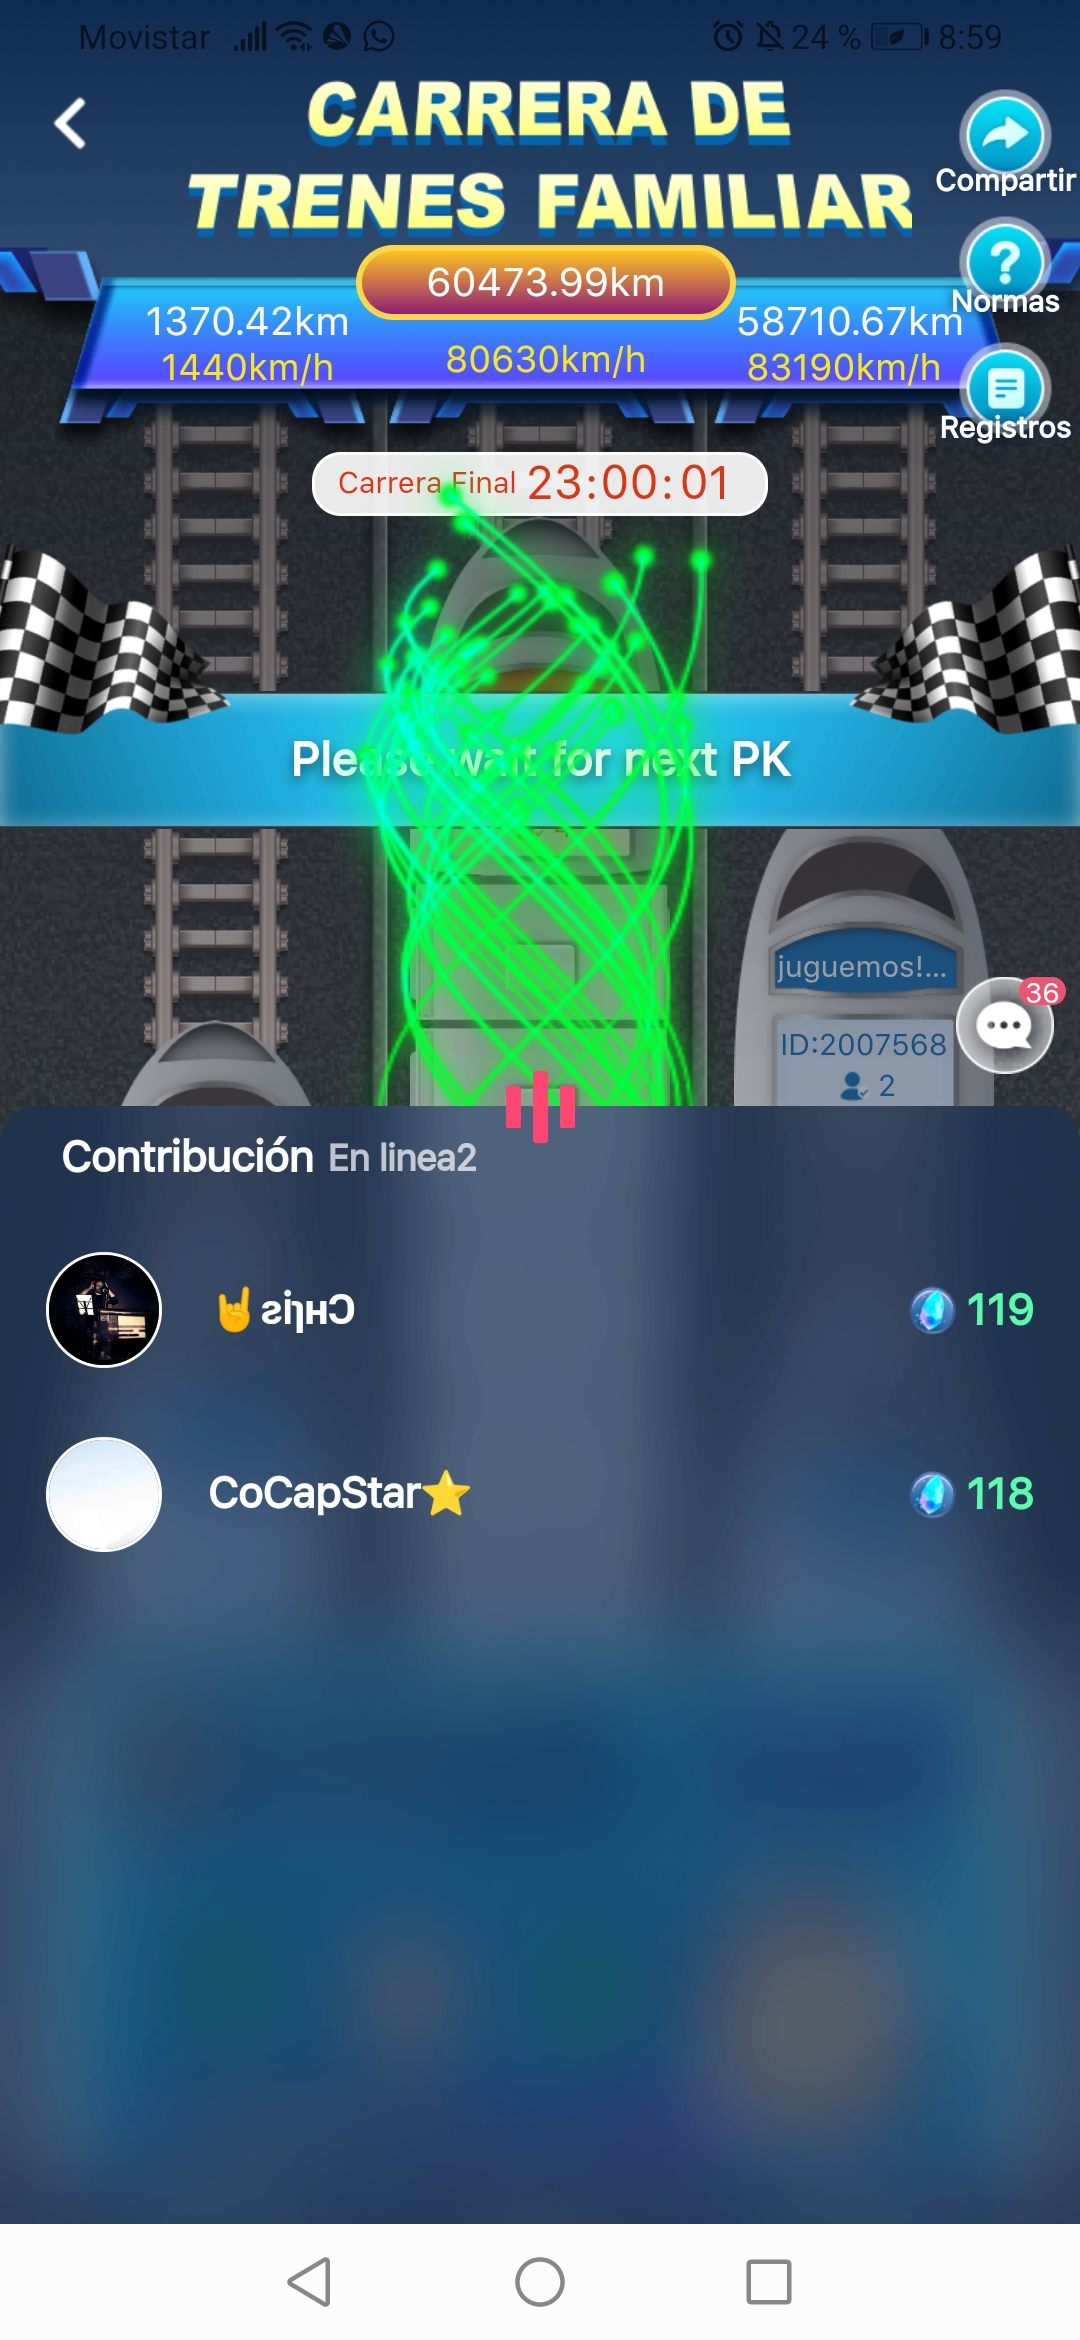 Movistar 24 % 8:59
CARRERA DE
TRENES FAMILIAR
Compartir
60473.99km
Normas
1370.42km
58710.67km
1440km/h
80630km/h
83190km/h
Registros
Carrera Final 23:00:01
Please wait for next PK
juguemos!...
36
ID:2007568
2
Contribución En linea2
🤘ƨiηнƆ
119
CoCapStar⭐
118